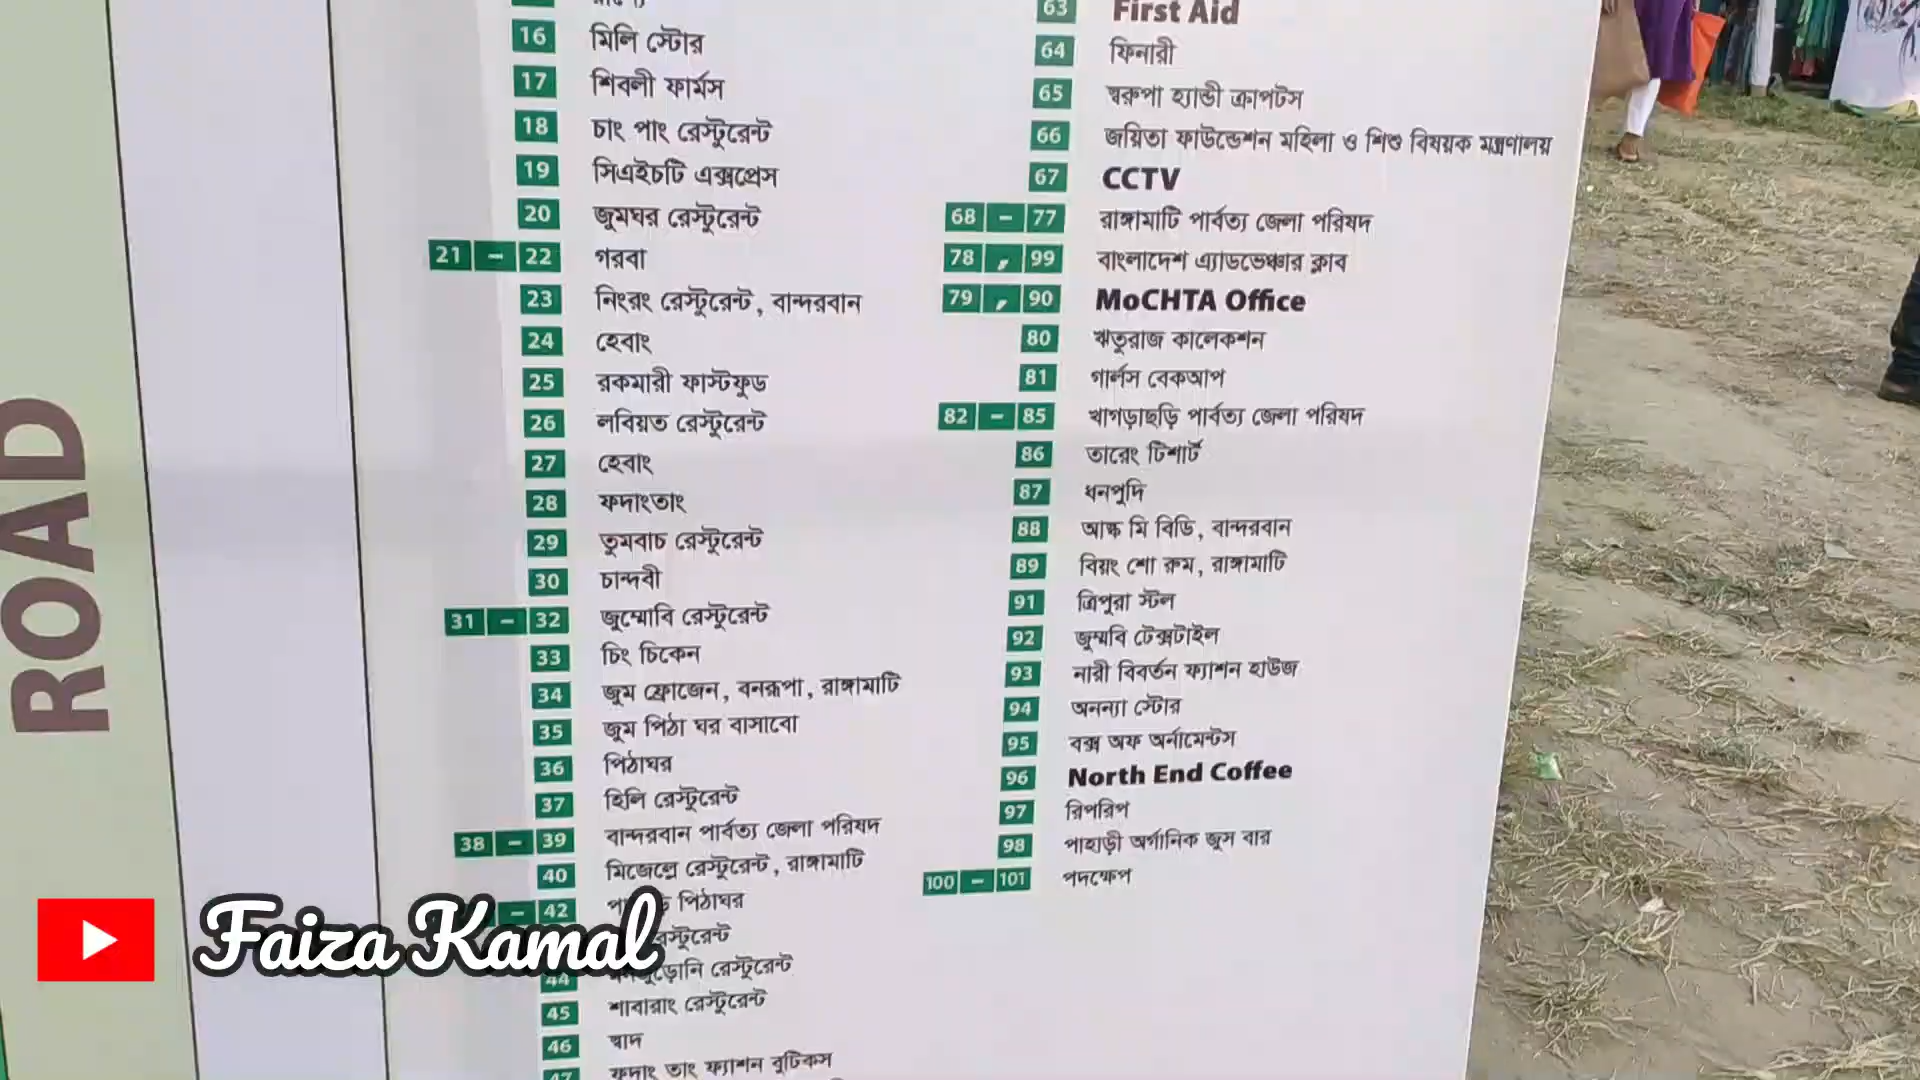 ROAD
16 মিলি স্টোর
17 শিবলী ফার্মস
18 চাং পাং রেস্টুরেন্ট
19 সিএইচটি এক্সপ্রেস
20 জুমঘর রেস্টুরেন্ট
21 – 22 গরবা
23 নিংরং রেস্টুরেন্ট, বান্দরবান
24 হেবাং
25 রকমারী ফাস্টফুড
26 লবিয়ত রেস্টুরেন্ট
27 হেবাং
28 ফদাংতাং
29 তুমবাচ রেস্টুরেন্ট
30 চান্দবী
31 – 32 জুম্মোবি রেস্টুরেন্ট
33 চিং চিকেন
34 জুম ফ্রোজেন, বনরূপা, রাঙ্গামাটি
35 জুম পিঠা ঘর বাসাবো
36 পিঠাঘর
37 হিলি রেস্টুরেন্ট
38 – 39 বান্দরবান পার্বত্য জেলা পরিষদ
40 মিজেল্লে রেস্টুরেন্ট, রাঙ্গামাটি
– 42 পিঠাঘর
44 রেস্টুরেন্ট
45 শাবারাং রেস্টুরেন্ট
46 স্বাদ
47 ফদাং তাং ফ্যাশন বুটিকস
63 First Aid
64 ফিনারী
65 স্বরুপা হ্যান্ডী ক্রাপটস
66 জয়িতা ফাউন্ডেশন মহিলা ও শিশু বিষয়ক মন্ত্রণালয়
67 CCTV
68 – 77 রাঙ্গামাটি পার্বত্য জেলা পরিষদ
78 , 99 বাংলাদেশ এ্যাডভেঞ্চার ক্লাব
79 , 90 MoCHTA Office
80 ঋতুরাজ কালেকশন
81 গার্লস বেকআপ
82 – 85 খাগড়াছড়ি পার্বত্য জেলা পরিষদ
86 তারেং টিশার্ট
87 ধনপুদি
88 আস্ক মি বিডি, বান্দরবান
89 বিয়ং শো রুম, রাঙ্গামাটি
91 ত্রিপুরা স্টল
92 জুম্মবি টেক্সটাইল
93 নারী বিবর্তন ফ্যাশন হাউজ
94 অনন্যা স্টোর
95 বক্স অফ অর্নামেন্টস
96 North End Coffee
97 রিপরিপ
98 পাহাড়ী অর্গানিক জুস বার
100 – 101 পদক্ষেপ
Faiza Kamal